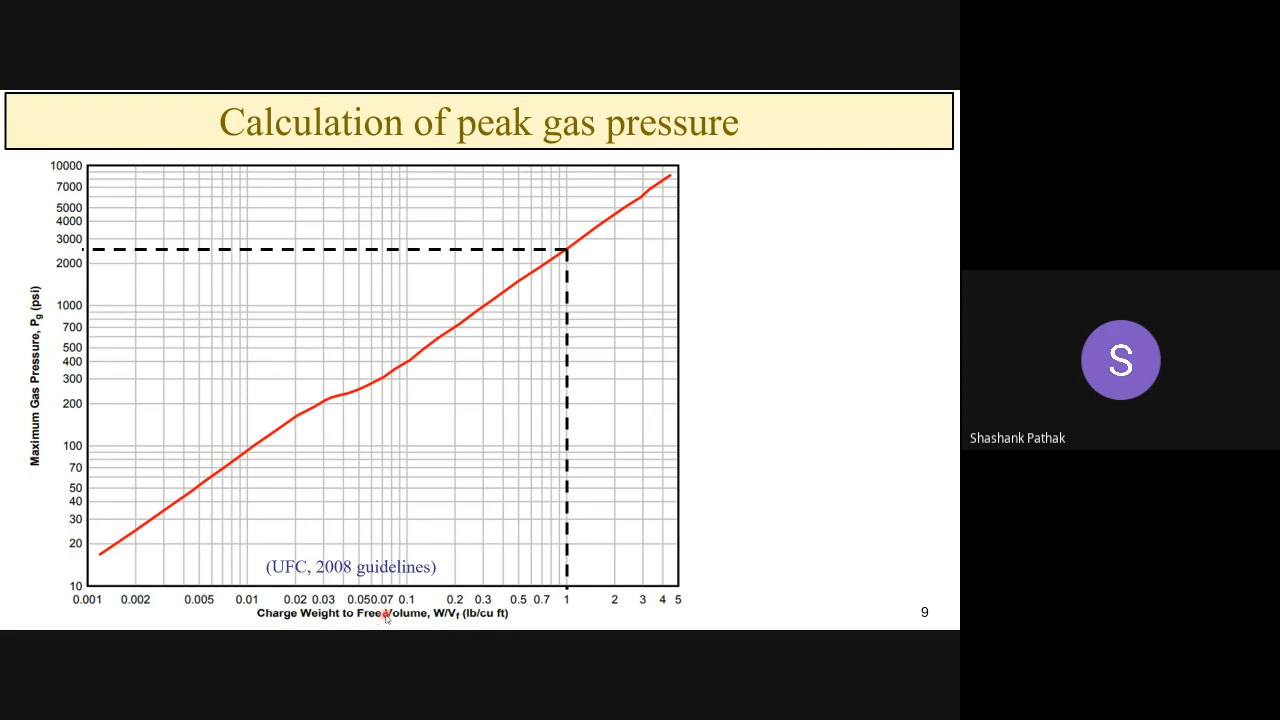 Calculation of peak gas pressure
10000
7000
5000
4000
3000
2000
1000
700
500
400
300
200
100
70
50
40
30
20
10
Maximum Gas Pressure, Pg (psi)
(UFC, 2008 guidelines)
0.001 0.002 0.005 0.01 0.02 0.03 0.05 0.07 0.1 0.2 0.3 0.5 0.7 1 2 3 4 5
Charge Weight to Free Volume, W/Vf (lb/cu ft)
9
S
Shashank Pathak